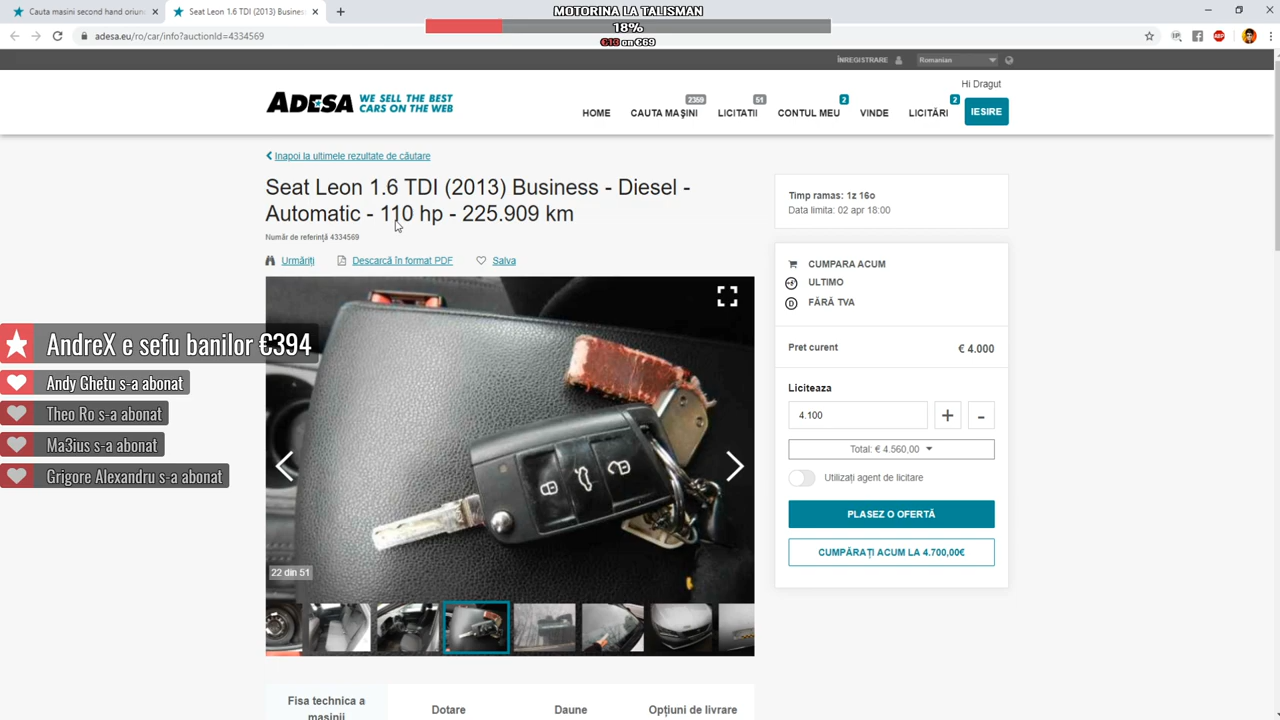 Cauta masini second hand oriund
Seat Leon 1.6 TDI (2013) Busines
MOTORINA LA TALISMAN
18%
€13 on €69
adesa.eu/ro/car/info?auctionId=4334569
ÎNREGISTRARE
Romanian
Hi Dragut
ADESA WE SELL THE BEST
CARS ON THE WEB
HOME
CAUTA MAȘINI 2359
LICITATII 51
CONTUL MEU 2
VINDE
LICITĂRI 2
IESIRE
Inapoi la ultimele rezultate de căutare
Seat Leon 1.6 TDI (2013) Business - Diesel -
Automatic - 110 hp - 225.909 km
Număr de referință 4334569
Urmăriți
Descarcă în format PDF
Salva
Timp ramas: 1z 16o
Data limita: 02 apr 18:00
CUMPARA ACUM
ULTIMO
FĂRĂ TVA
Pret curent € 4.000
Liciteaza
4.100 + -
Total: € 4.560,00
Utilizați agent de licitare
PLASEZ O OFERTĂ
CUMPĂRAȚI ACUM LA 4.700,00€
AndreX e sefu banilor €394
Andy Ghetu s-a abonat
Theo Ro s-a abonat
Ma3ius s-a abonat
Grigore Alexandru s-a abonat
22 din 51
Fisa technica a
masinii
Dotare
Daune
Opțiuni de livrare